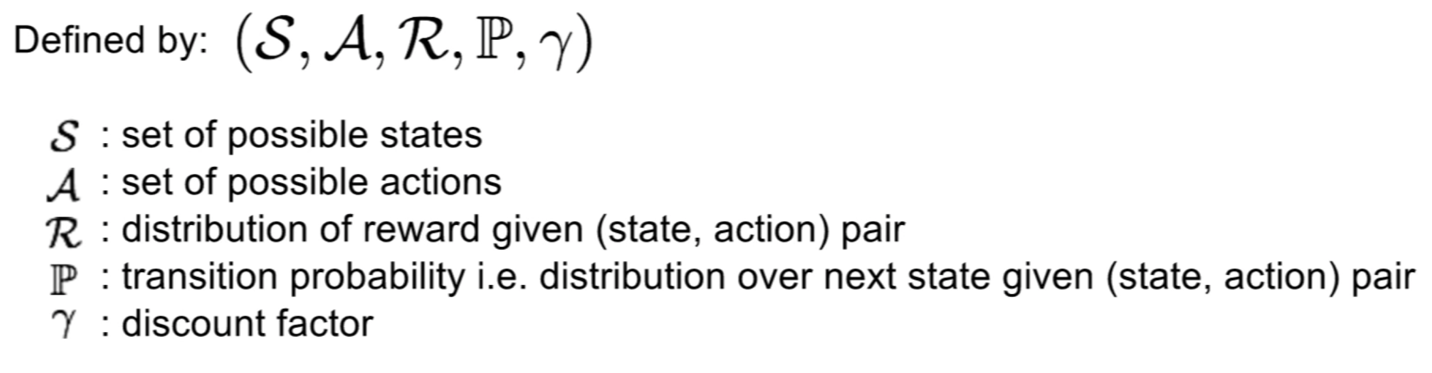 Defined by: (𝒮, 𝒜, ℛ, ℙ, γ)
𝒮 : set of possible states
𝒜 : set of possible actions
ℛ : distribution of reward given (state, action) pair
ℙ : transition probability i.e. distribution over next state given (state, action) pair
γ : discount factor